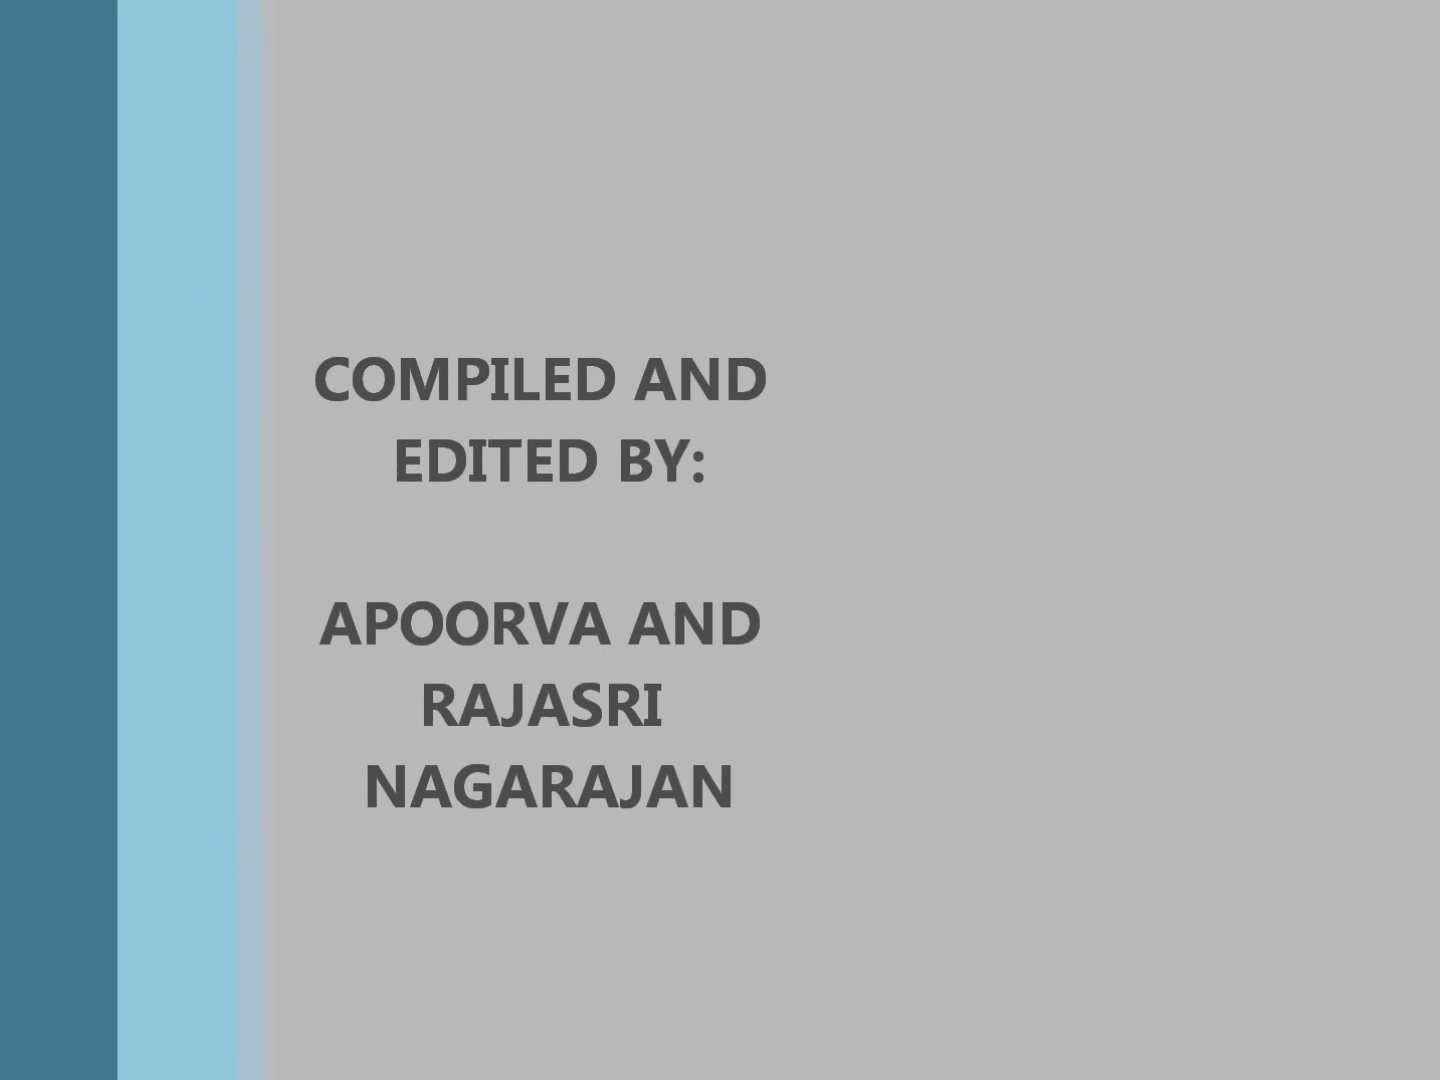 COMPILED AND
EDITED BY:
APOORVA AND
RAJASRI
NAGARAJAN